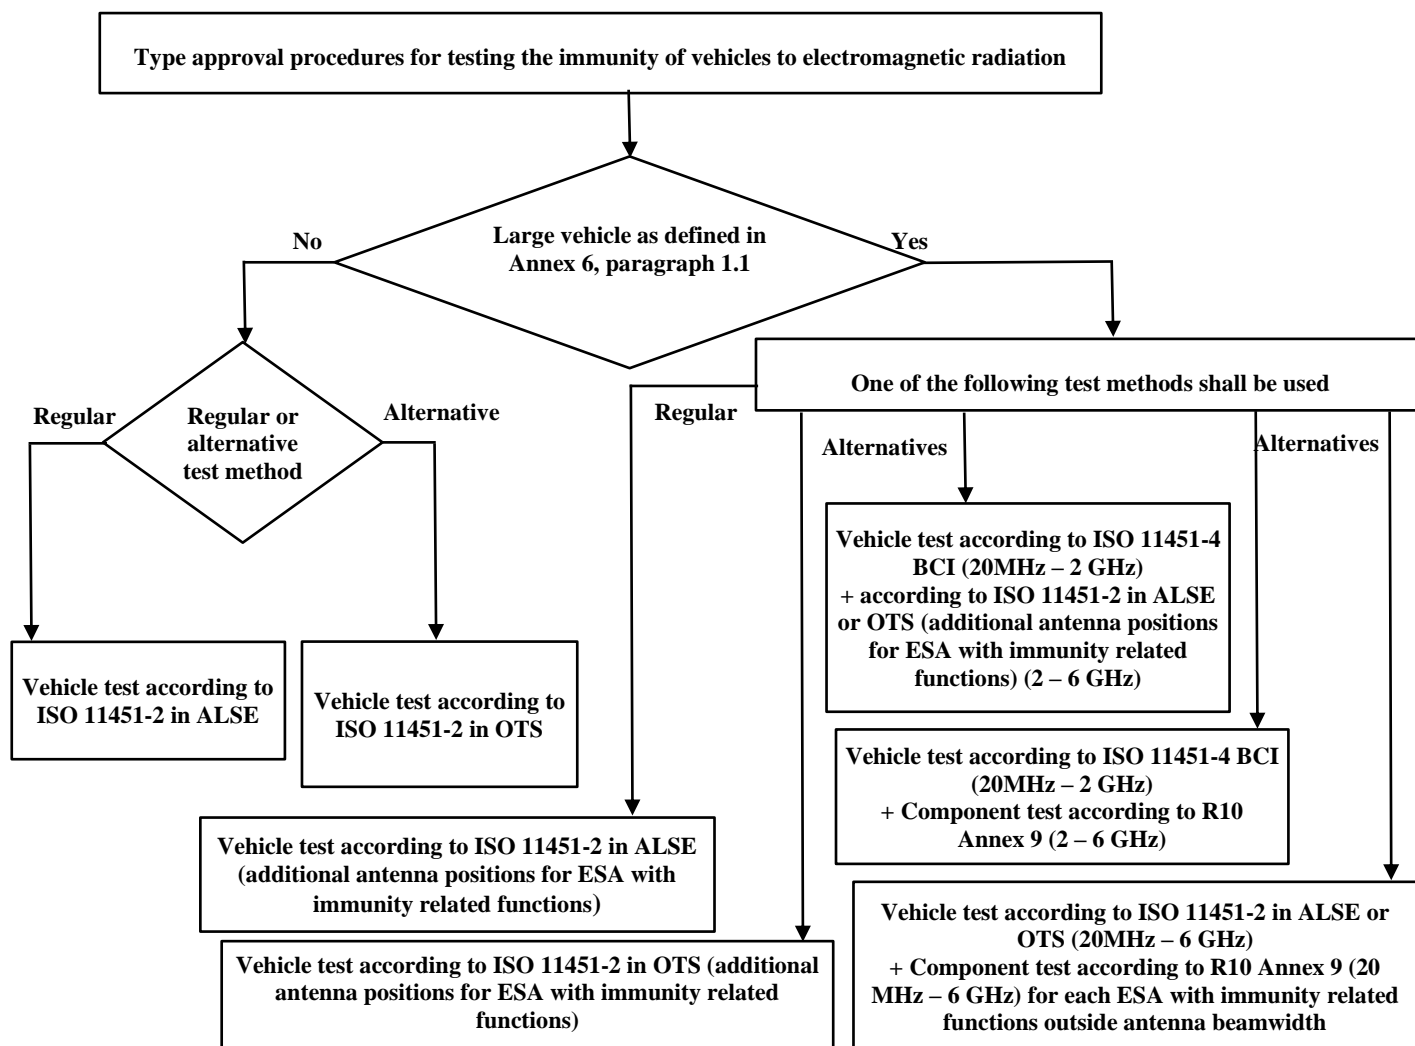 Type approval procedures for testing the immunity of vehicles to electromagnetic radiation
Large vehicle as defined in
Annex 6, paragraph 1.1
No
Yes
Regular or
alternative
test method
Regular
Alternative
One of the following test methods shall be used
Regular
Alternatives
Alternatives
Vehicle test according to
ISO 11451-2 in ALSE
Vehicle test according to
ISO 11451-2 in OTS
Vehicle test according to ISO 11451-4
BCI (20MHz – 2 GHz)
+ according to ISO 11451-2 in ALSE
or OTS (additional antenna positions
for ESA with immunity related
functions) (2 – 6 GHz)
Vehicle test according to ISO 11451-4 BCI
(20MHz – 2 GHz)
+ Component test according to R10
Annex 9 (2 – 6 GHz)
Vehicle test according to ISO 11451-2 in ALSE
(additional antenna positions for ESA with
immunity related functions)
Vehicle test according to ISO 11451-2 in OTS (additional
antenna positions for ESA with immunity related
functions)
Vehicle test according to ISO 11451-2 in ALSE or
OTS (20MHz – 6 GHz)
+ Component test according to R10 Annex 9 (20
MHz – 6 GHz) for each ESA with immunity related
functions outside antenna beamwidth